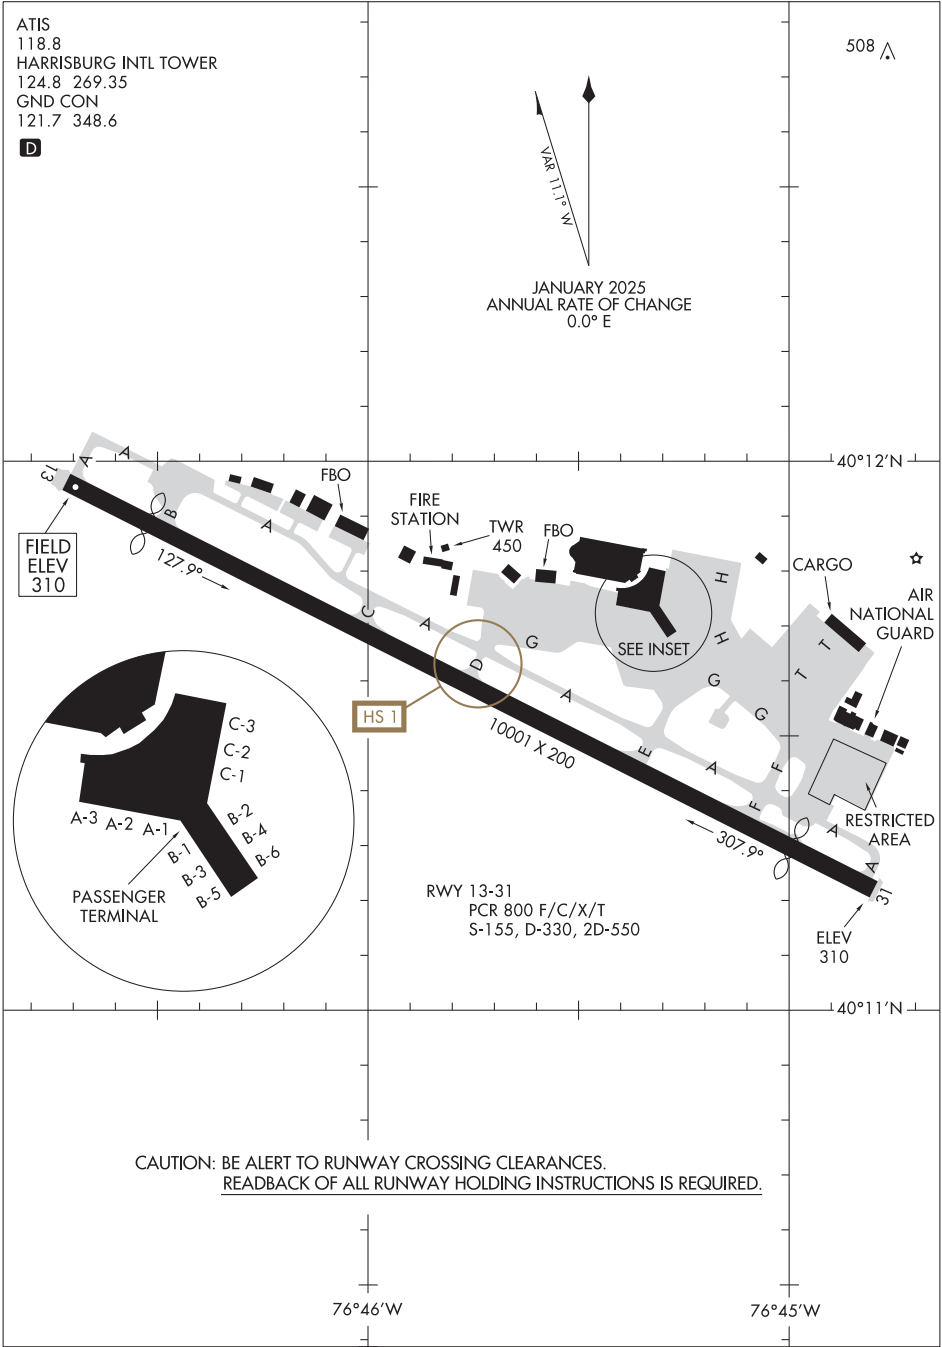 ATIS
118.8
HARRISBURG INTL TOWER
124.8 269.35
GND CON
121.7 348.6
D
508
VAR 11.1° W
JANUARY 2025
ANNUAL RATE OF CHANGE
0.0° E
40°12'N
13
A
A
B
A
FBO
FIRE
STATION
TWR
450
FBO
CARGO
AIR
NATIONAL
GUARD
FIELD
ELEV
310
127.9°
C
A
D
G
H
H
SEE INSET
T
T
G
G
HS 1
10001 X 200
A
E
A
F
F
A
A
RESTRICTED
AREA
307.9°
31
ELEV
310
C-3
C-2
C-1
A-3 A-2 A-1
B-2
B-4
B-6
B-1
B-3
B-5
PASSENGER
TERMINAL
RWY 13-31
PCR 800 F/C/X/T
S-155, D-330, 2D-550
40°11'N
CAUTION: BE ALERT TO RUNWAY CROSSING CLEARANCES.
READBACK OF ALL RUNWAY HOLDING INSTRUCTIONS IS REQUIRED.
76°46'W
76°45'W